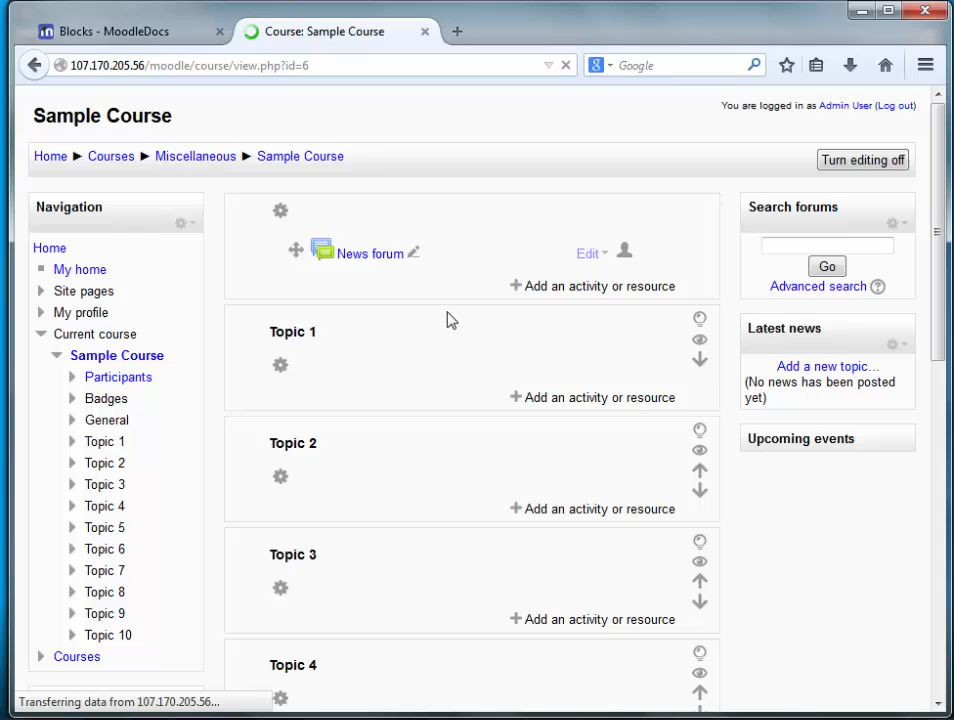 Blocks - MoodleDocs
Course: Sample Course
107.170.205.56/moodle/course/view.php?id=6
Google
Sample Course
You are logged in as Admin User (Log out)
Home ► Courses ► Miscellaneous ► Sample Course
Turn editing off
Navigation
Home
My home
Site pages
My profile
Current course
Sample Course
Participants
Badges
General
Topic 1
Topic 2
Topic 3
Topic 4
Topic 5
Topic 6
Topic 7
Topic 8
Topic 9
Topic 10
Courses
News forum
Edit
Add an activity or resource
Topic 1
Add an activity or resource
Topic 2
Add an activity or resource
Topic 3
Add an activity or resource
Topic 4
Search forums
Go
Advanced search
Latest news
Add a new topic...
(No news has been posted
yet)
Upcoming events
Transferring data from 107.170.205.56...